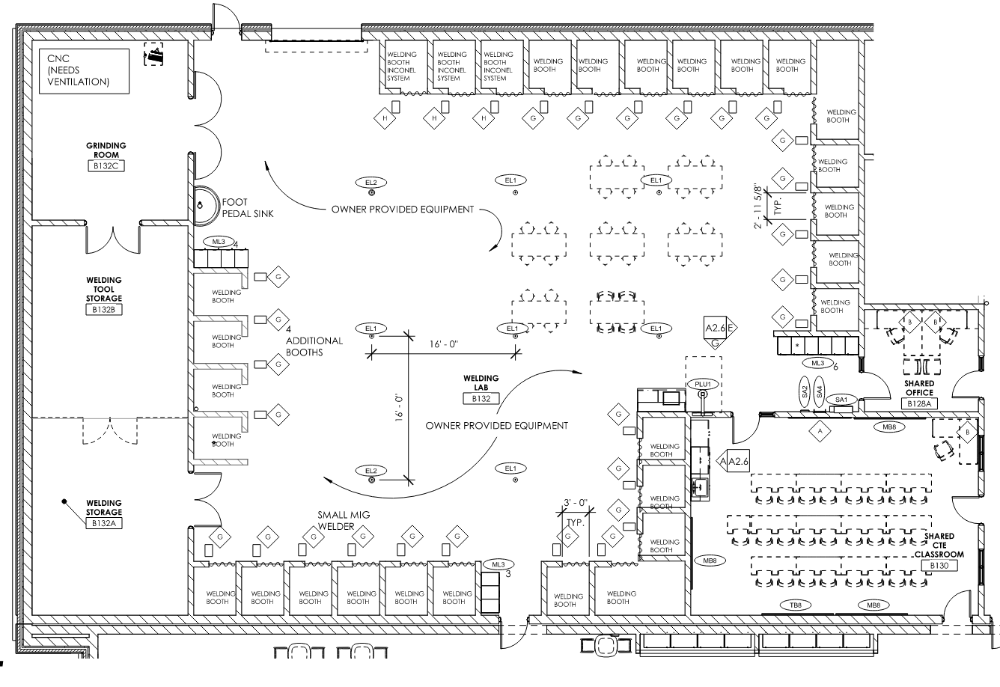 CNC
(NEEDS
VENTILATION)
WELDING
BOOTH
INCONEL
SYSTEM
WELDING
BOOTH
INCONEL
SYSTEM
WELDING
BOOTH
INCONEL
SYSTEM
WELDING
BOOTH
WELDING
BOOTH
WELDING
BOOTH
WELDING
BOOTH
WELDING
BOOTH
WELDING
BOOTH
H
H
H
G
G
G
G
G
G
WELDING
BOOTH
G
WELDING
BOOTH
G
WELDING
BOOTH
G
WELDING
BOOTH
G
WELDING
BOOTH
G
2' - 11 5/8"
TYP.
GRINDING
ROOM
B132C
FOOT
PEDAL SINK
EL2
EL1
EL1
OWNER PROVIDED EQUIPMENT
ML3
4
WELDING
TOOL
STORAGE
B132B
WELDING
BOOTH
G
WELDING
BOOTH
G
4
ADDITIONAL
BOOTHS
WELDING
BOOTH
G
WELDING
BOOTH
G
EL1
EL1
EL1
16' - 0"
16' - 0"
WELDING
LAB
B132
OWNER PROVIDED EQUIPMENT
A2.6
E
G
*
ML3
6
PLU1
SA2
SA4
SA1
B
B
SHARED
OFFICE
B128A
MB8
A
B
A
A2.6
G
WELDING
BOOTH
G
WELDING
BOOTH
G
WELDING
BOOTH
EL2
EL1
WELDING
STORAGE
B132A
SMALL MIG
WELDER
3' - 0"
TYP.
G
G
G
G
G
G
G
G
ML3
3
MB8
SHARED
CTE
CLASSROOM
B130
WELDING
BOOTH
WELDING
BOOTH
WELDING
BOOTH
WELDING
BOOTH
WELDING
BOOTH
WELDING
BOOTH
WELDING
BOOTH
WELDING
BOOTH
TB8
MB8